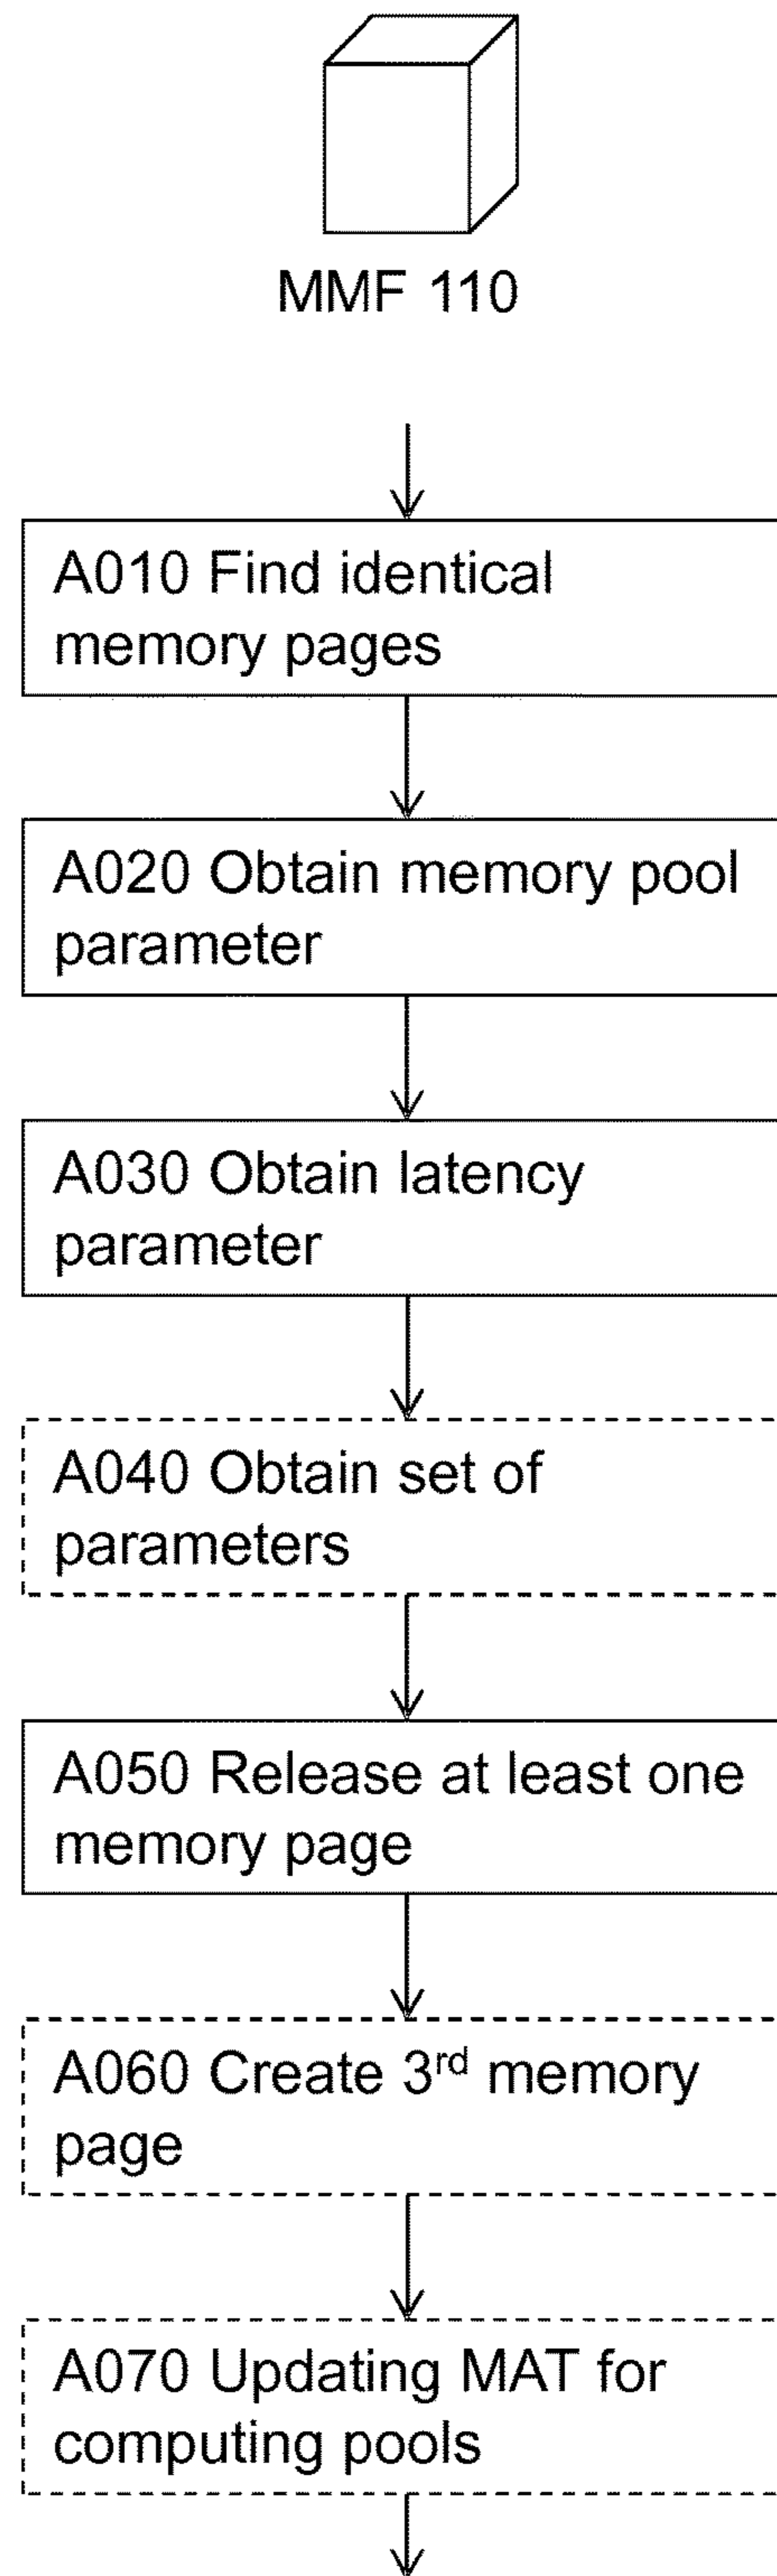 MMF 110
A010 Find identical
memory pages
A020 Obtain memory pool
parameter
A030 Obtain latency
parameter
A040 Obtain set of
parameters
A050 Release at least one
memory page
A060 Create 3rd memory
page
A070 Updating MAT for
computing pools